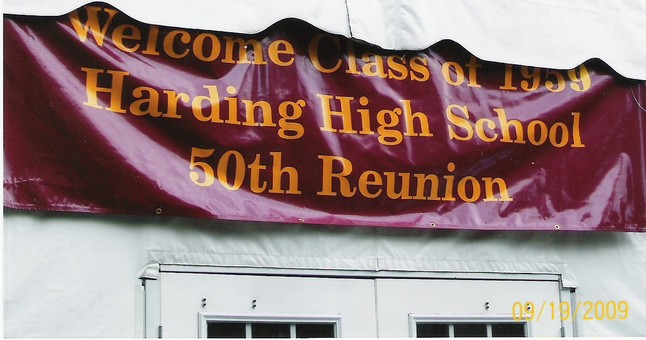 Welcome Class of 1959
Harding High School
50th Reunion
09/19/2009